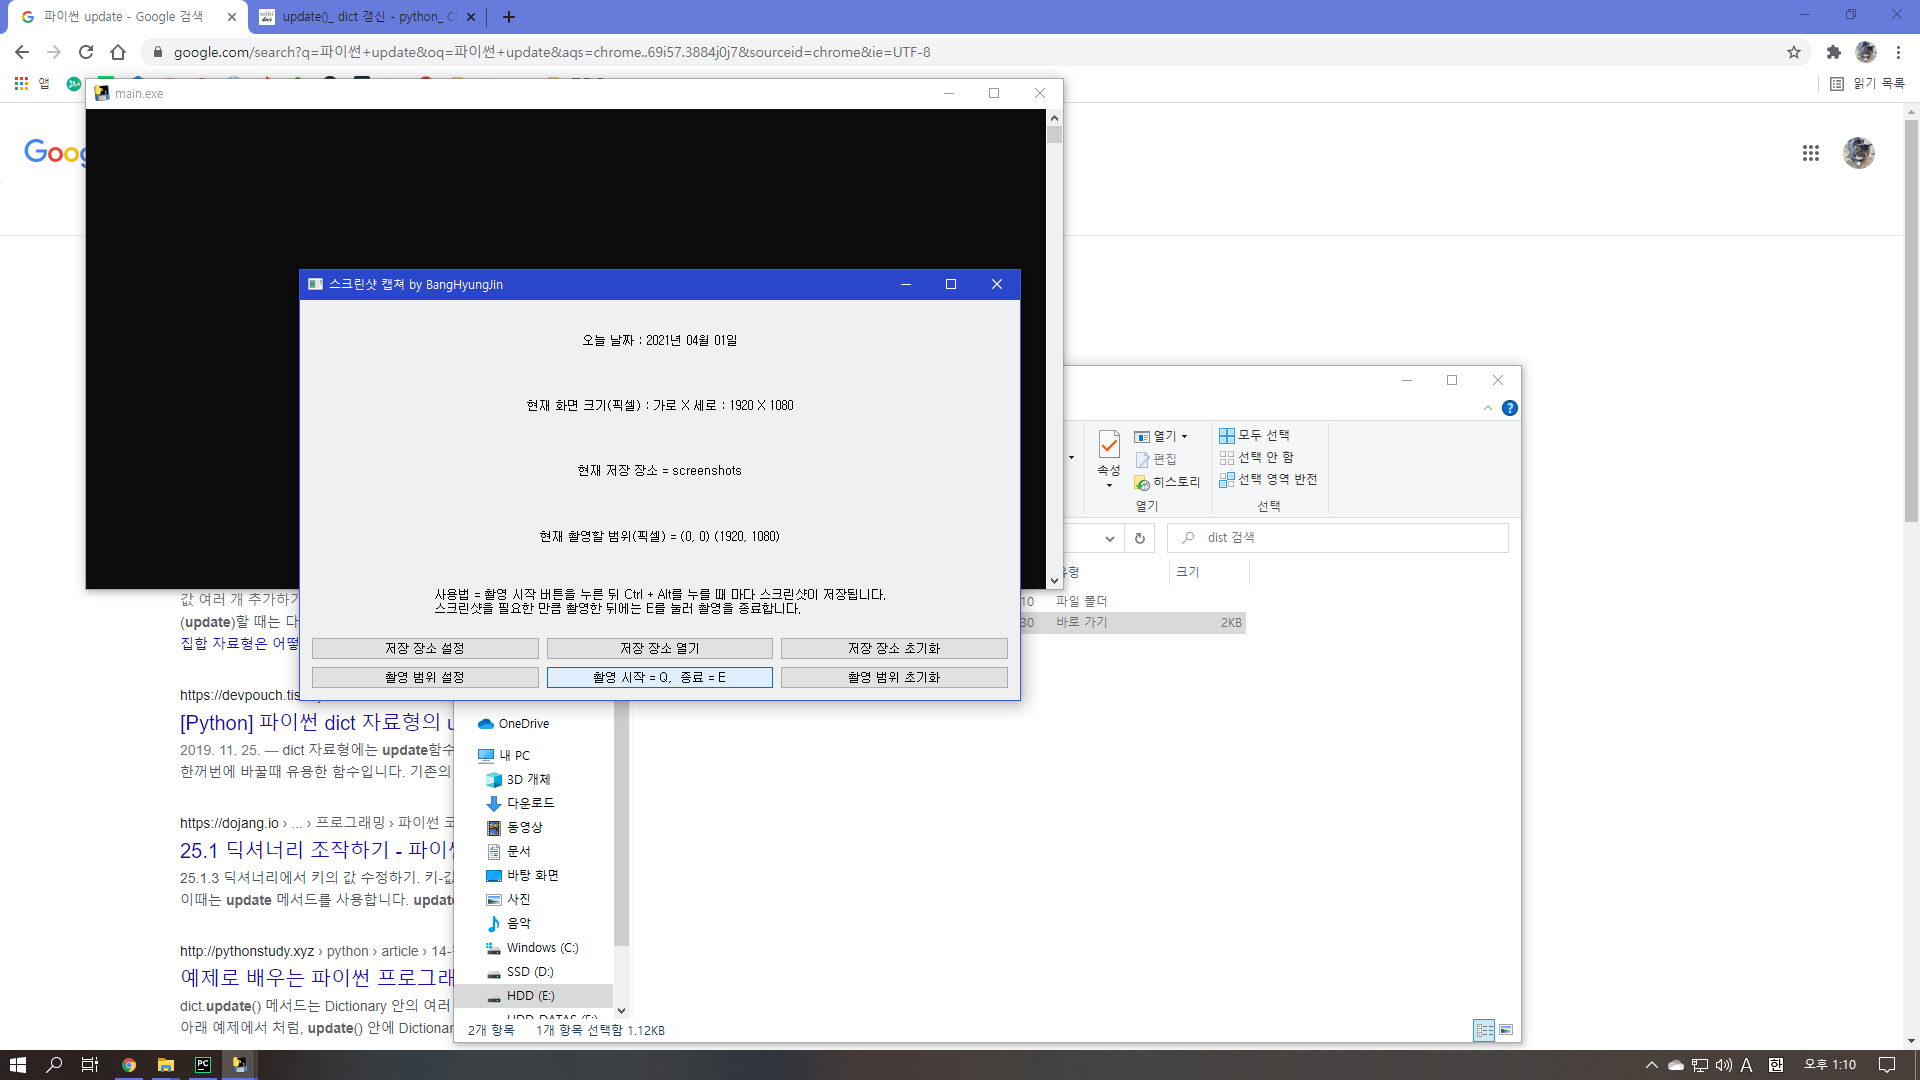 파이썬 update - Google 검색
update()_ dict 갱신 - python_
google.com/search?q=파이썬+update&oq=파이썬+update&aqs=chrome..69i57.3884j0j7&sourceid=chrome&ie=UTF-8
앱
읽기 목록
main.exe
스크린샷 캡쳐 by BangHyungJin
오늘 날짜 : 2021년 04월 01일
현재 화면 크기(픽셀) : 가로 X 세로 : 1920 X 1080
현재 저장 장소 = screenshots
현재 촬영할 범위(픽셀) = (0, 0) (1920, 1080)
사용법 = 촬영 시작 버튼을 누른 뒤 Ctrl + Alt를 누를 때 마다 스크린샷이 저장됩니다.
스크린샷을 필요한 만큼 촬영한 뒤에는 E를 눌러 촬영을 종료합니다.
저장 장소 설정
저장 장소 열기
저장 장소 초기화
촬영 범위 설정
촬영 시작 = Q, 종료 = E
촬영 범위 초기화
속성
열기
편집
히스토리
열기
모두 선택
선택 안 함
선택 영역 반전
선택
dist 검색
크기
10 파일 폴더
30 바로 가기 2KB
값 여러 개 추가하기
(update)할 때는 다
집합 자료형은 어떻
https://devpouch.tis
[Python] 파이썬 dict 자료형의 u
2019. 11. 25. — dict 자료형에는 update함수
한꺼번에 바꿀때 유용한 함수입니다. 기존의
https://dojang.io › ... › 프로그래밍 › 파이썬 코
25.1 딕셔너리 조작하기 - 파이썬
25.1.3 딕셔너리에서 키의 값 수정하기. 키-값
이때는 update 메서드를 사용합니다. update
http://pythonstudy.xyz › python › article › 14-
예제로 배우는 파이썬 프로그래
dict.update() 메서드는 Dictionary 안의 여러
아래 예제에서 처럼, update() 안에 Dictionary
OneDrive
내 PC
3D 개체
다운로드
동영상
문서
바탕 화면
사진
음악
Windows (C:)
SSD (D:)
HDD (E:)
2개 항목 1개 항목 선택함 1.12KB
A 한 오후 1:10